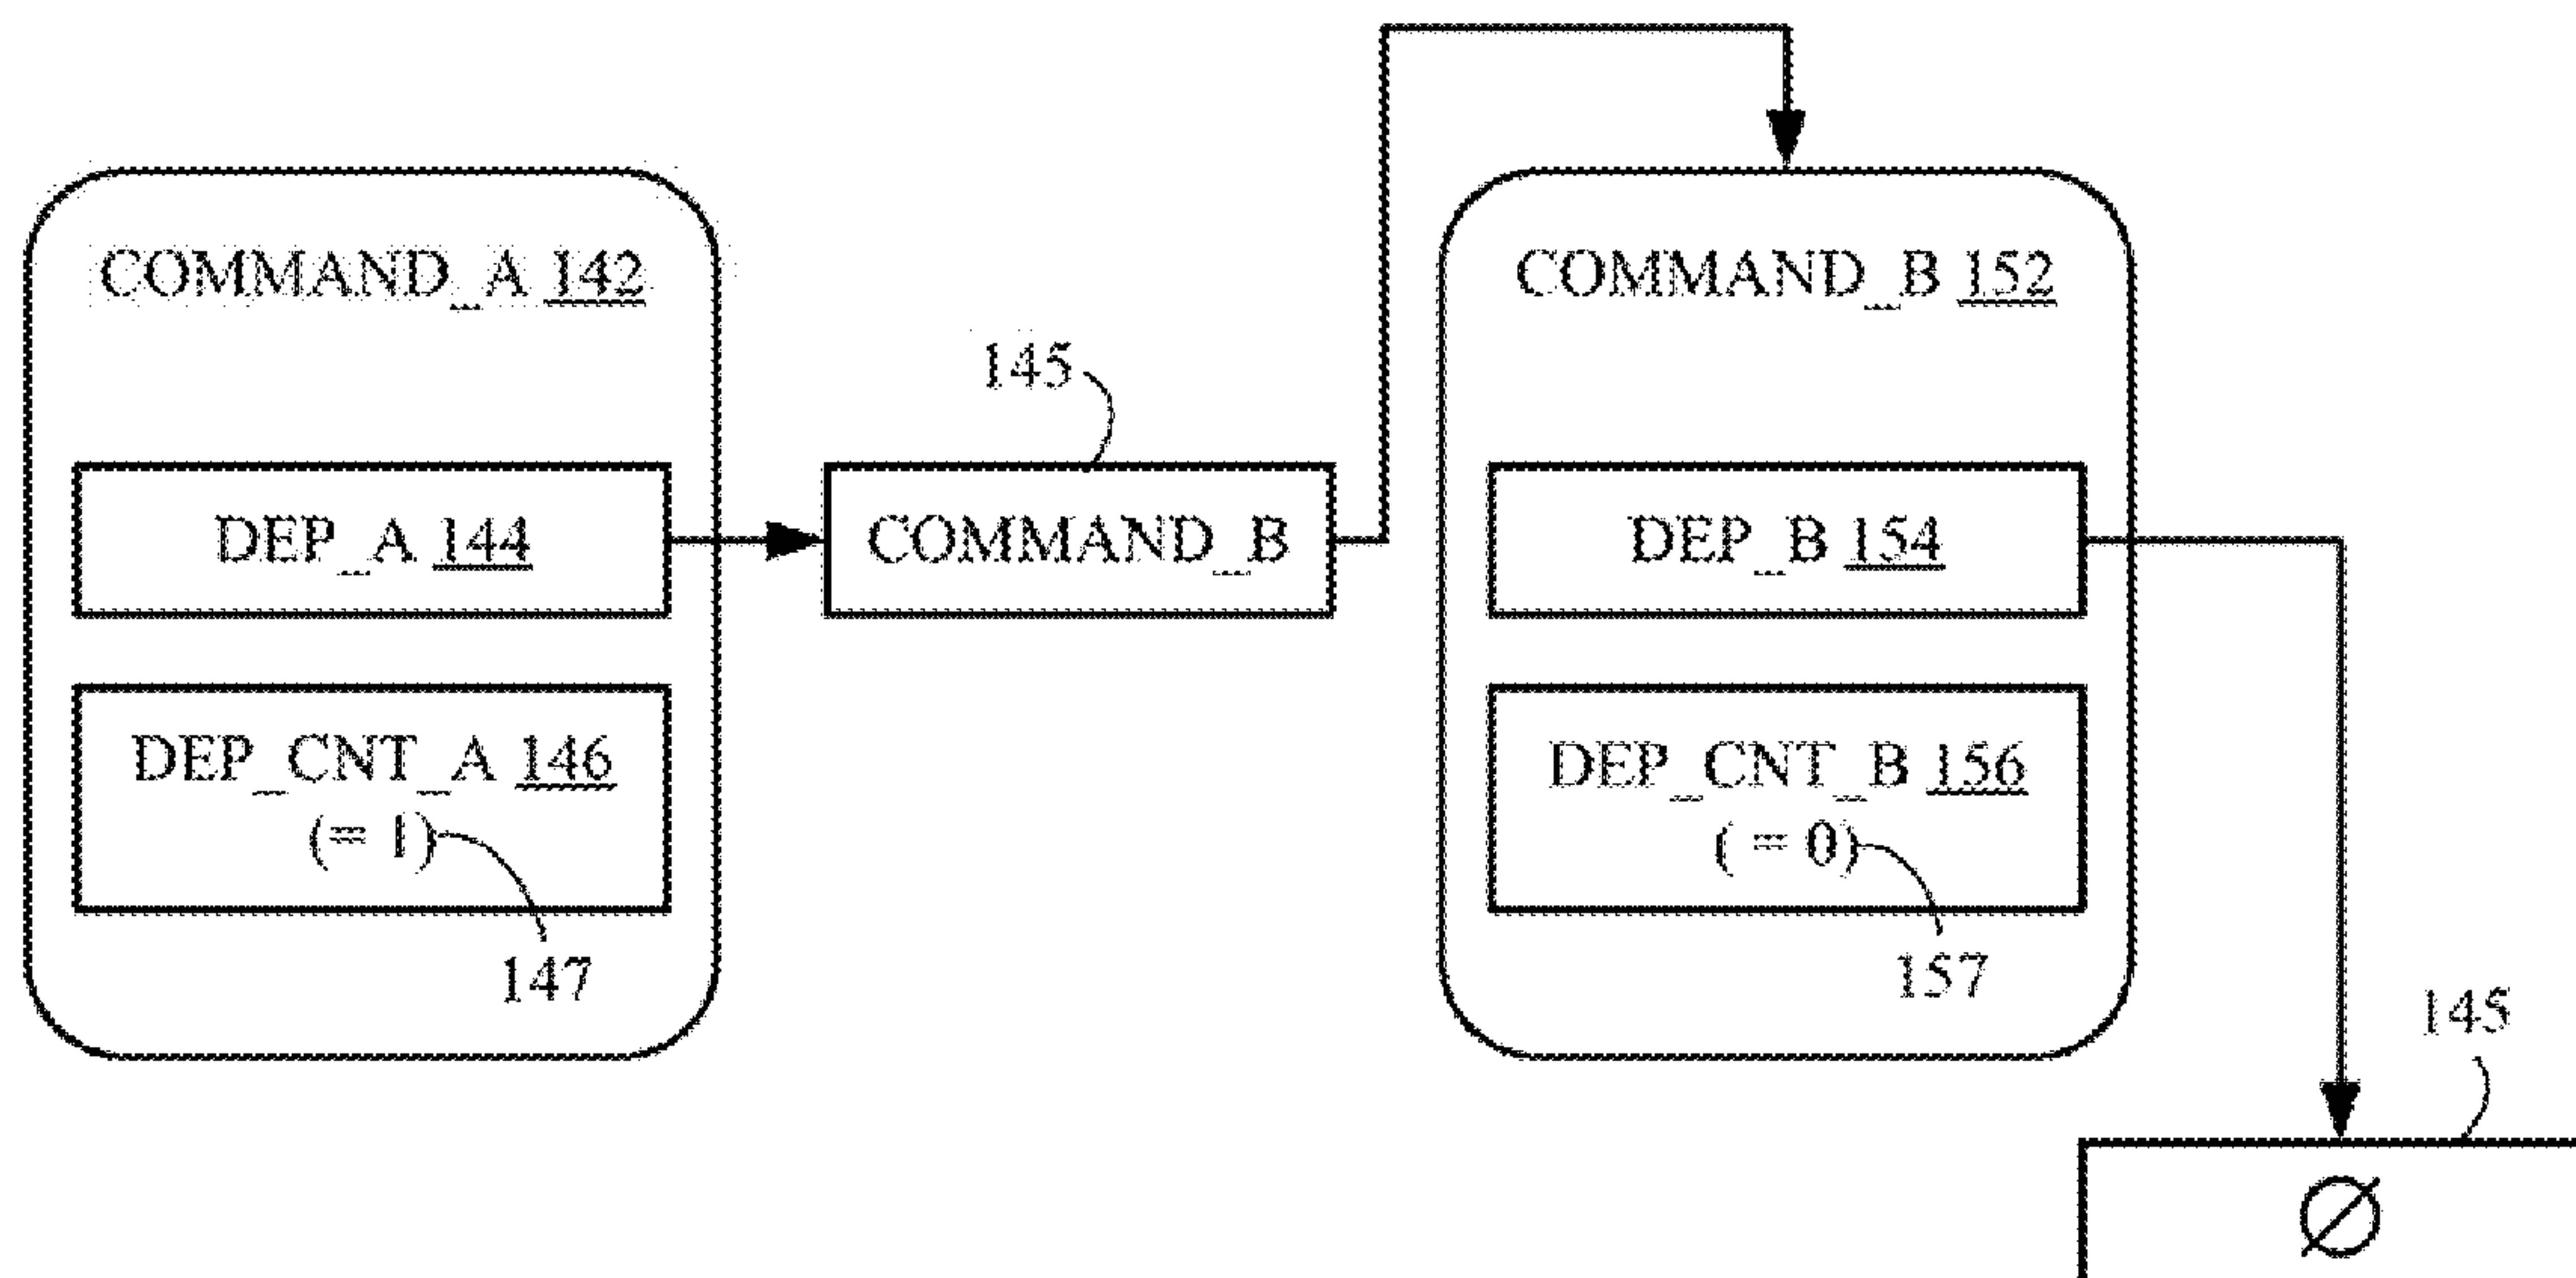 COMMAND_A 142
145
DEP_A 144
COMMAND_B
DEP_CNT_A 146
(= 1)
147
COMMAND_B 152
DEP_B 154
DEP_CNT_B 156
( = 0)
157
145
∅